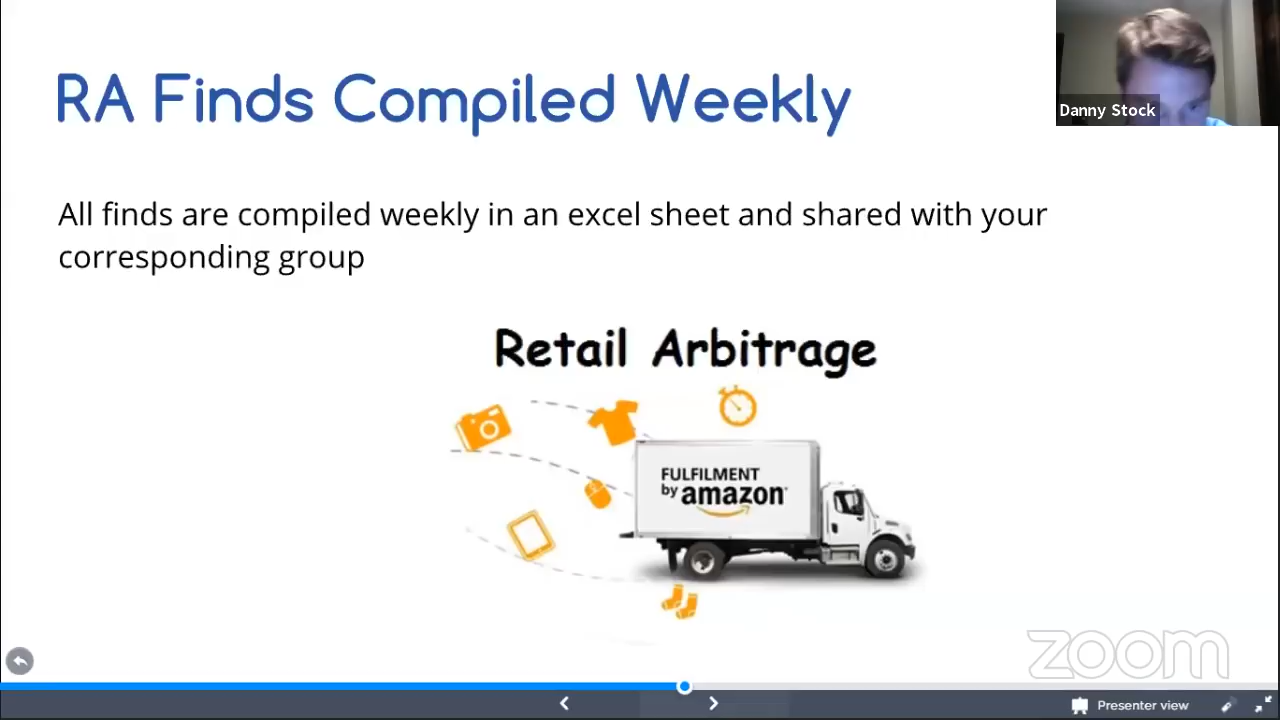 RA Finds Compiled Weekly
Danny Stock
All finds are compiled weekly in an excel sheet and shared with your
corresponding group
Retail Arbitrage
FULFILMENT
by amazon
zoom
Presenter view